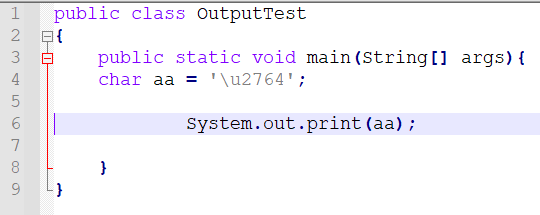 1 public class OutputTest
2 {
3 public static void main(String[] args){
4 char aa = '\u2764';
5
6 System.out.print(aa);
7
8 }
9 }